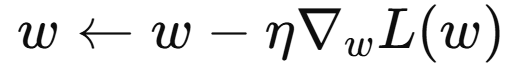 w ← w − η∇_w L(w)